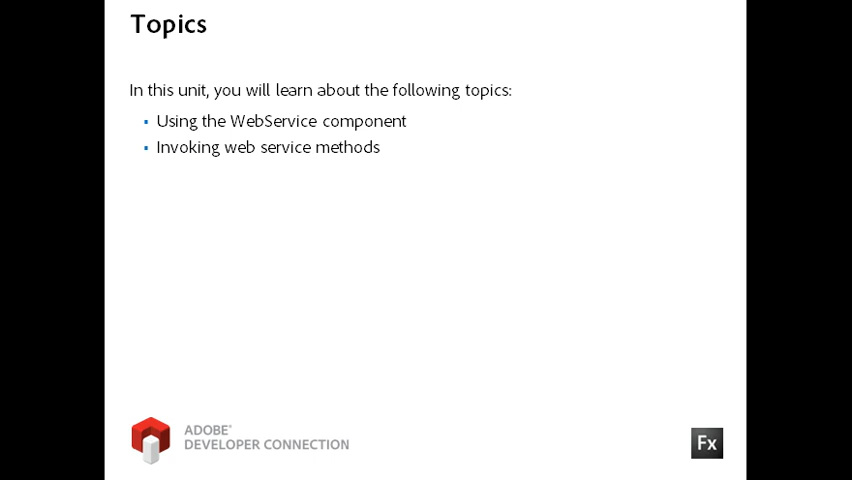 Topics
In this unit, you will learn about the following topics:
▪ Using the WebService component
▪ Invoking web service methods
ADOBE®
DEVELOPER CONNECTION
Fx